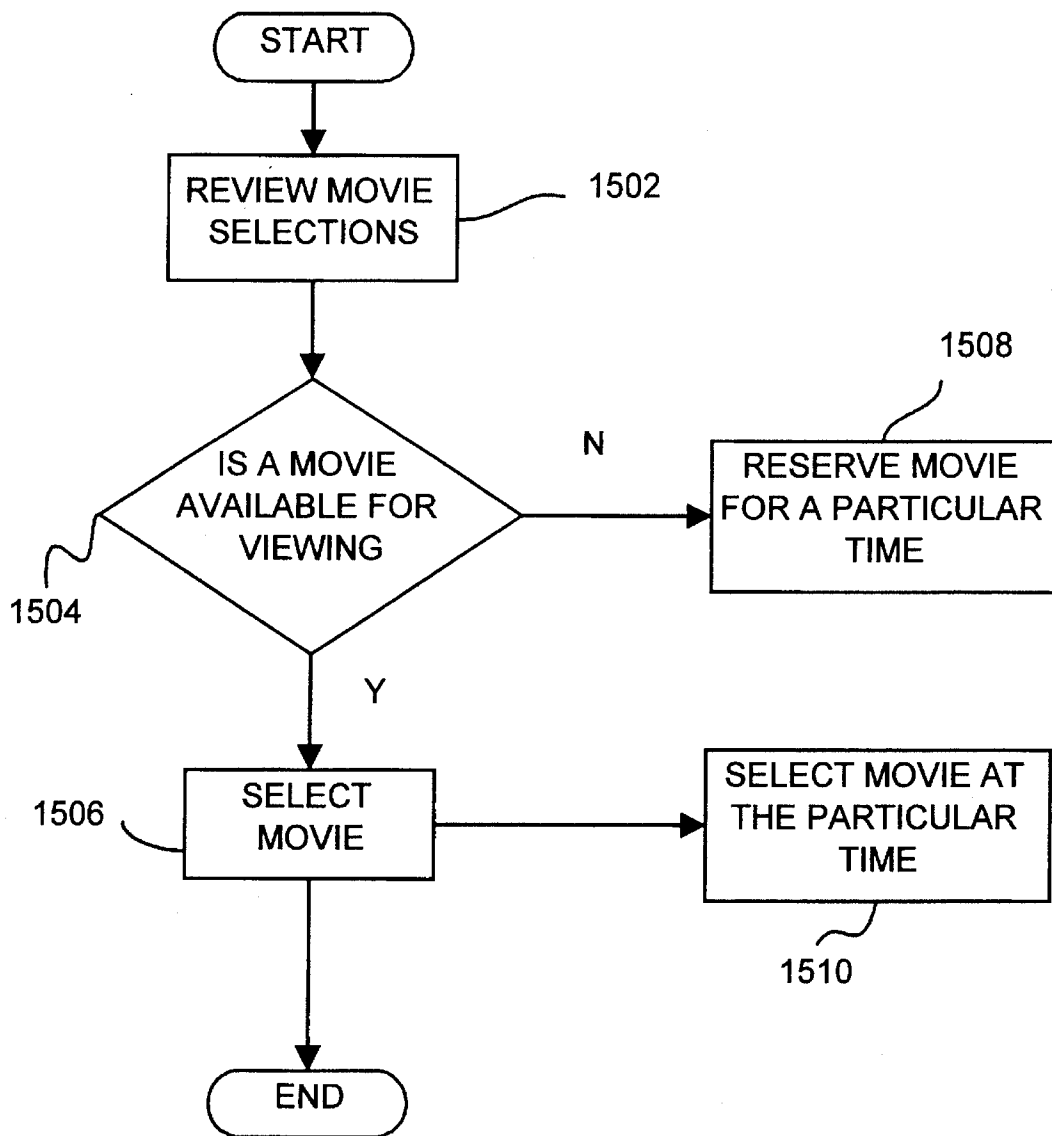 START
REVIEW MOVIE
SELECTIONS
1502
1508
IS A MOVIE
AVAILABLE FOR
VIEWING
N
RESERVE MOVIE
FOR A PARTICULAR
TIME
1504
Y
SELECT
MOVIE
1506
SELECT MOVIE AT
THE PARTICULAR
TIME
1510
END